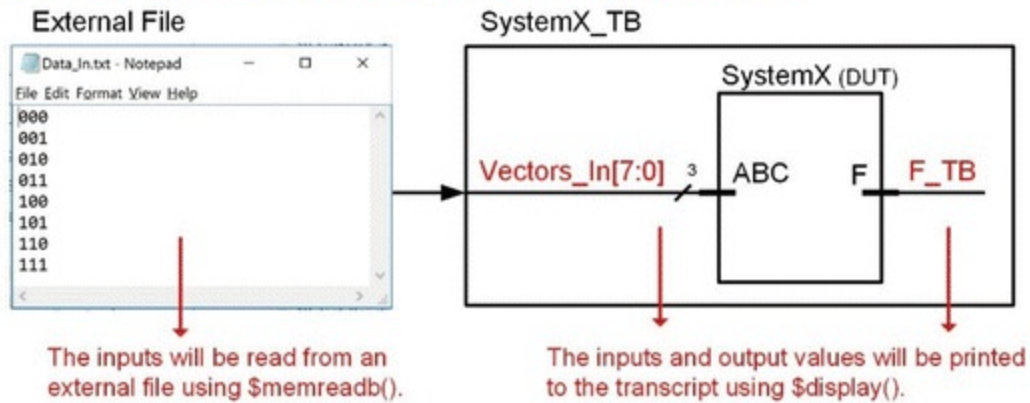 External File
SystemX_TB
Data_In.txt - Notepad
File Edit Format View Help
000
001
010
011
100
101
110
111
SystemX (DUT)
Vectors_In[7:0]
3
ABC
F
F_TB
The inputs will be read from an
external file using $memreadb().
The inputs and output values will be printed
to the transcript using $display().